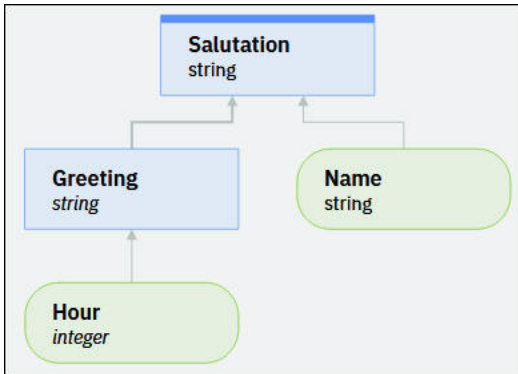 Salutation
string
Greeting
string
Name
string
Hour
integer